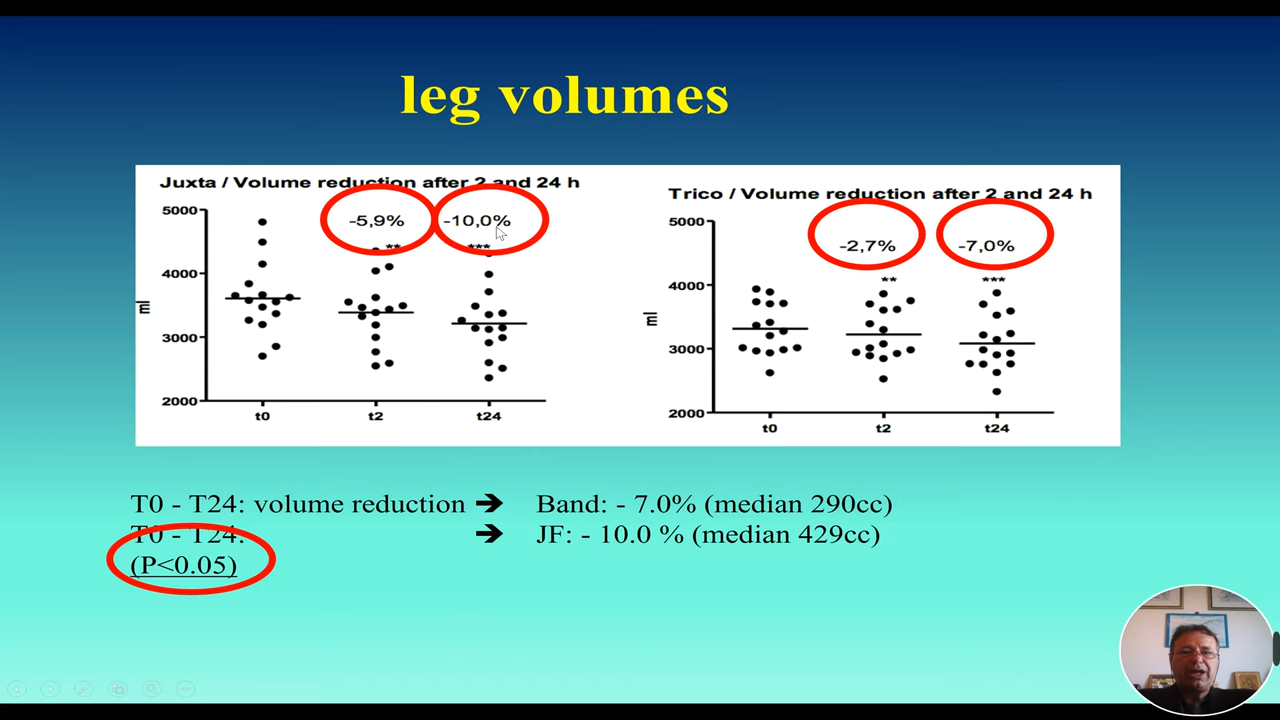 leg volumes
Juxta / Volume reduction after 2 and 24 h
5000
4000
3000
2000
ml
-5,9%
-10,0%
**
***
t0
t2
t24
Trico / Volume reduction after 2 and 24 h
5000
4000
3000
2000
ml
-2,7%
-7,0%
**
***
t0
t2
t24
T0 - T24: volume reduction ➔ Band: - 7.0% (median 290cc)
T0 - T24: ➔ JF: - 10.0 % (median 429cc)
(P<0.05)